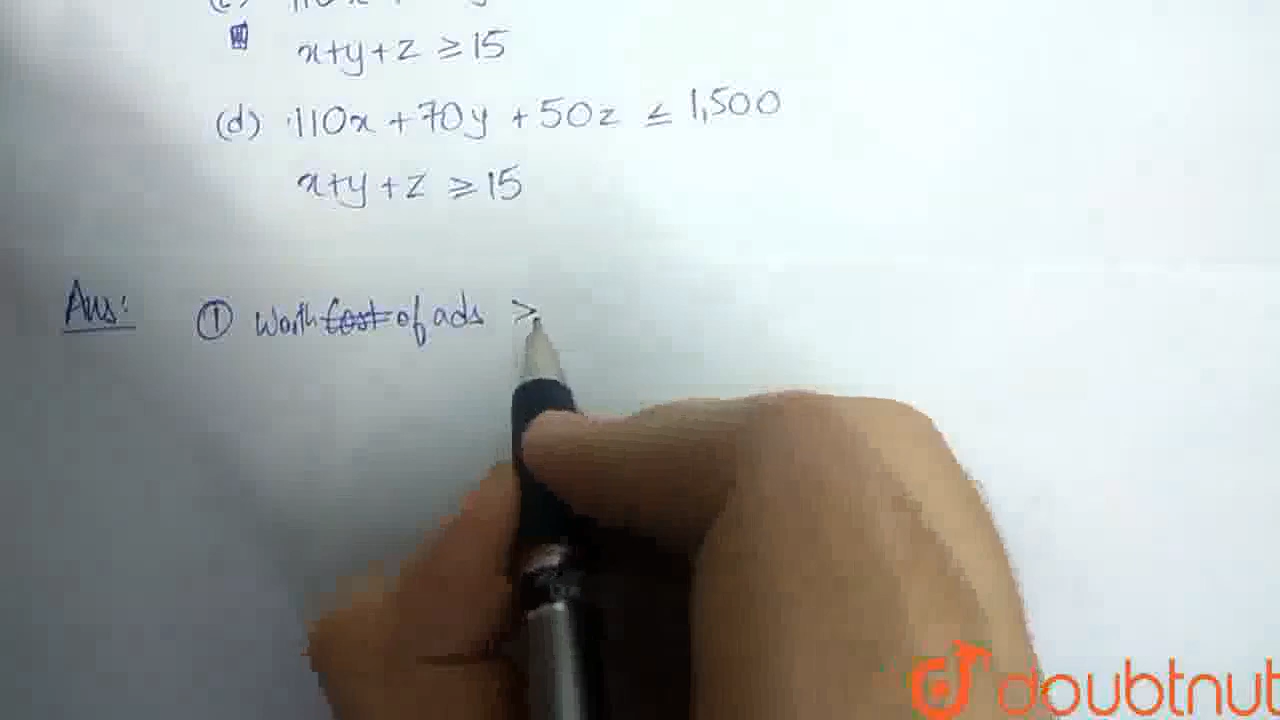 x+y+z ≥ 15
(d) 110x + 70y + 50z ≤ 1,500
x+y+z ≥ 15
Ans: ① Worth Cost of ads >
doubtnut